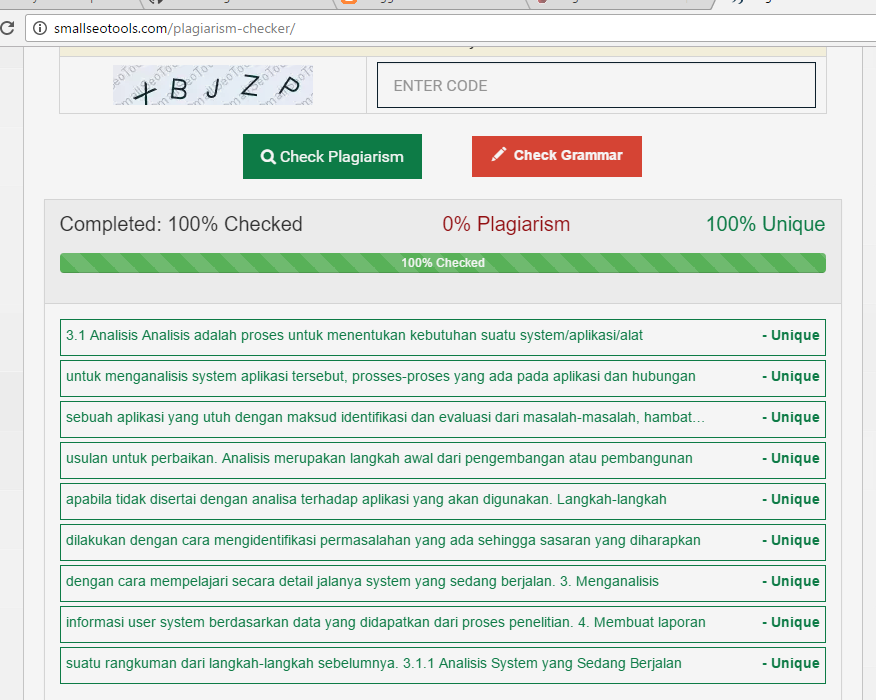 smallseotools.com/plagiarism-checker/
X B J Z P
ENTER CODE
Check Plagiarism
Check Grammar
Completed: 100% Checked
0% Plagiarism
100% Unique
100% Checked
3.1 Analisis Analisis adalah proses untuk menentukan kebutuhan suatu system/aplikasi/alat - Unique
untuk menganalisis system aplikasi tersebut, prosses-proses yang ada pada aplikasi dan hubungan - Unique
sebuah aplikasi yang utuh dengan maksud identifikasi dan evaluasi dari masalah-masalah, hambat... - Unique
usulan untuk perbaikan. Analisis merupakan langkah awal dari pengembangan atau pembangunan - Unique
apabila tidak disertai dengan analisa terhadap aplikasi yang akan digunakan. Langkah-langkah - Unique
dilakukan dengan cara mengidentifikasi permasalahan yang ada sehingga sasaran yang diharapkan - Unique
dengan cara mempelajari secara detail jalanya system yang sedang berjalan. 3. Menganalisis - Unique
informasi user system berdasarkan data yang didapatkan dari proses penelitian. 4. Membuat laporan - Unique
suatu rangkuman dari langkah-langkah sebelumnya. 3.1.1 Analisis System yang Sedang Berjalan - Unique